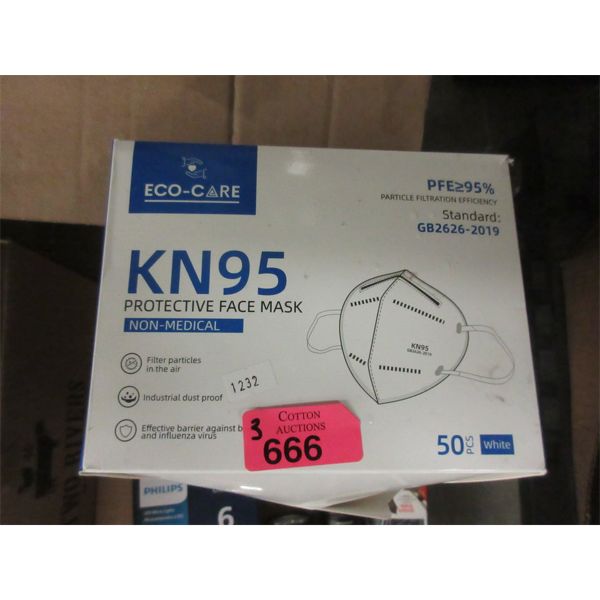 ECO-CARE
PFE≥95%
PARTICLE FILTRATION EFFICIENCY
Standard:
GB2626-2019
KN95
PROTECTIVE FACE MASK
NON-MEDICAL
Filter particles
in the air
Industrial dust proof
Effective barrier against b
and influenza virus
1232
3
COTTON
AUCTIONS
666
KN95
GB2626-2019
50 PCS
White
PHILIPS
6